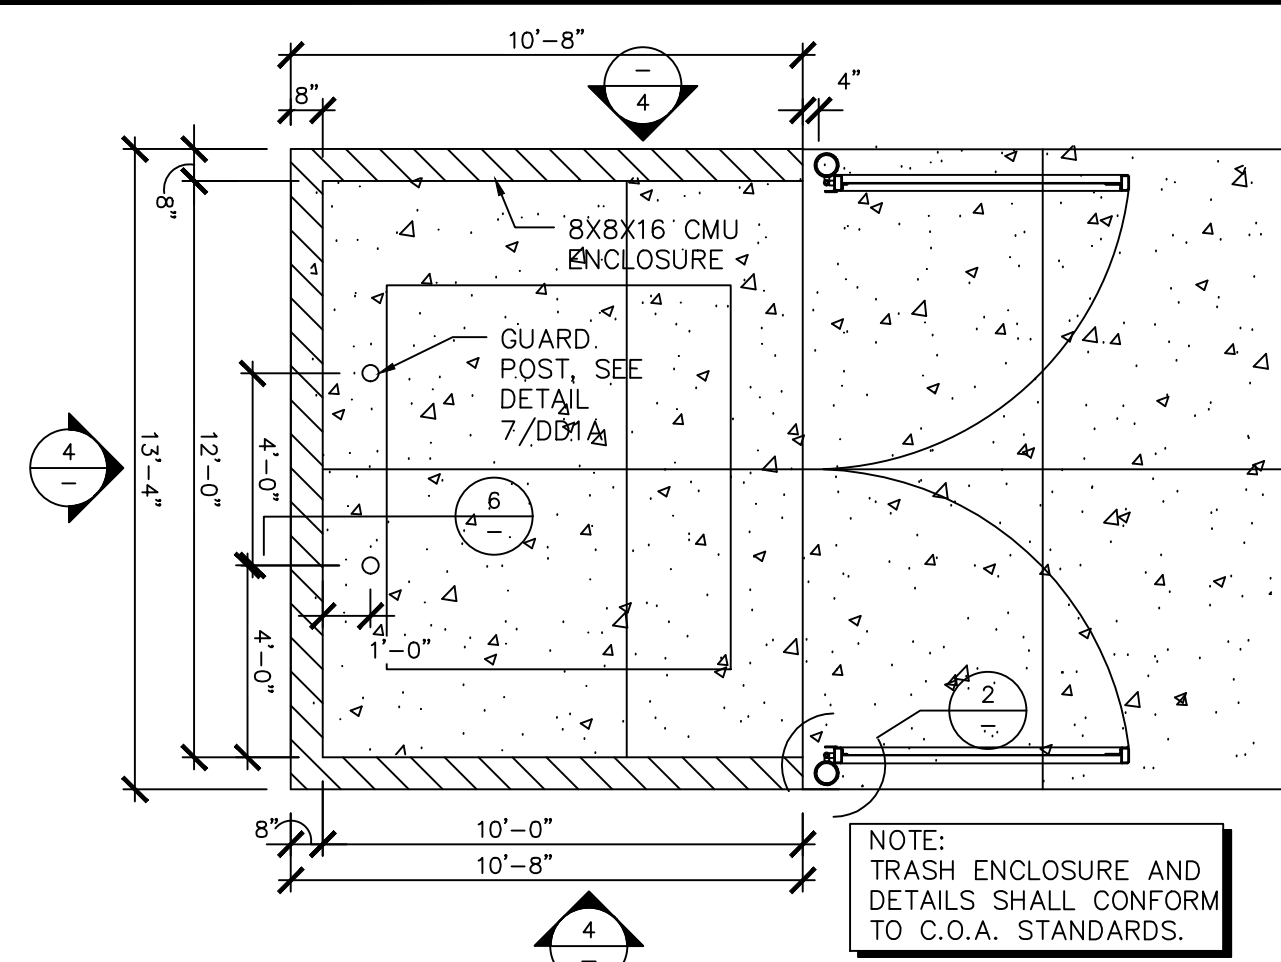 10'-8"
–
4
4"
8"
8"
8X8X16 CMU
ENCLOSURE
GUARD
POST, SEE
DETAIL
7/DD1A
4
–
13'-4"
12'-0"
4'-0"
6
–
4'-0"
1'-0"
2
–
8"
10'-0"
10'-8"
4
–
NOTE:
TRASH ENCLOSURE AND
DETAILS SHALL CONFORM
TO C.O.A. STANDARDS.